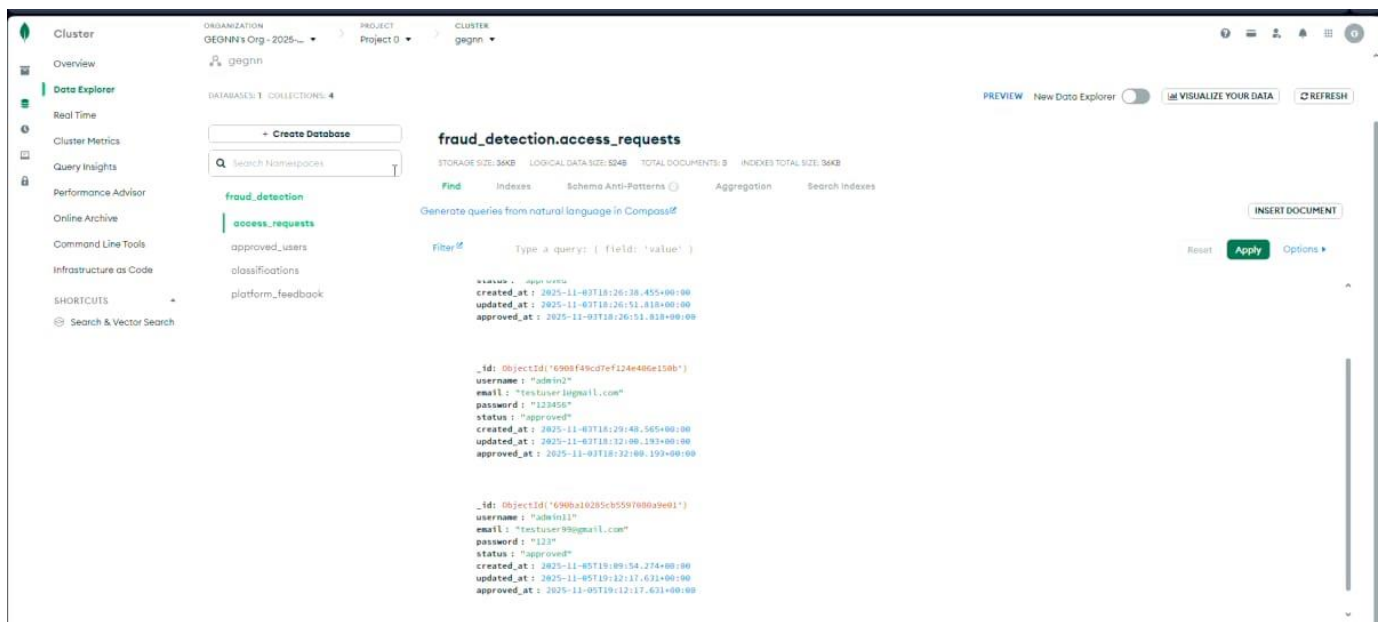 Cluster
ORGANIZATION
GEGNN's Org - 2025-...
PROJECT
Project 0
CLUSTER
gegnn
Overview
Data Explorer
Real Time
Cluster Metrics
Query Insights
Performance Advisor
Online Archive
Command Line Tools
Infrastructure as Code
SHORTCUTS
Search & Vector Search
gegnn
DATABASES: 1 COLLECTIONS: 4
PREVIEW New Data Explorer
VISUALIZE YOUR DATA
REFRESH
+ Create Database
Search Namespaces
fraud_detection
access_requests
approved_users
classifications
platform_feedback
fraud_detection.access_requests
STORAGE SIZE: 36KB LOGICAL DATA SIZE: 524B TOTAL DOCUMENTS: 3 INDEXES TOTAL SIZE: 36KB
Find Indexes Schema Anti-Patterns Aggregation Search Indexes
Generate queries from natural language in Compass
INSERT DOCUMENT
Filter
Type a query: { field: 'value' }
Reset Apply Options
status : "approved"
created_at : 2025-11-03T18:26:38.455+00:00
updated_at : 2025-11-03T18:26:51.818+00:00
approved_at : 2025-11-03T18:26:51.818+00:00
_id: ObjectId('6908f49cd7ef124e406e150b')
username : "admin2"
email : "testuser1@gmail.com"
password : "123456"
status : "approved"
created_at : 2025-11-03T18:29:48.565+00:00
updated_at : 2025-11-03T18:32:00.193+00:00
approved_at : 2025-11-03T18:32:00.193+00:00
_id: ObjectId('690ba10285cb5597080a9e01')
username : "admin11"
email : "testuser99@gmail.com"
password : "123"
status : "approved"
created_at : 2025-11-05T19:09:54.274+00:00
updated_at : 2025-11-05T19:12:17.631+00:00
approved_at : 2025-11-05T19:12:17.631+00:00